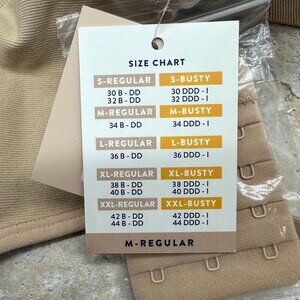 SIZE CHART
S-REGULAR S-BUSTY
30 B - DD 30 DDD - I
32 B - DD 32 DDD - I
M-REGULAR M-BUSTY
34 B - DD 34 DDD - I
L-REGULAR L-BUSTY
36 B - DD 36 DDD - I
XL-REGULAR XL-BUSTY
38 B - DD 38 DDD - I
40 B - DD 40 DDD - I
XXL-REGULAR XXL-BUSTY
42 B - DD 42 DDD - I
44 B - DD 44 DDD - I
M-REGULAR